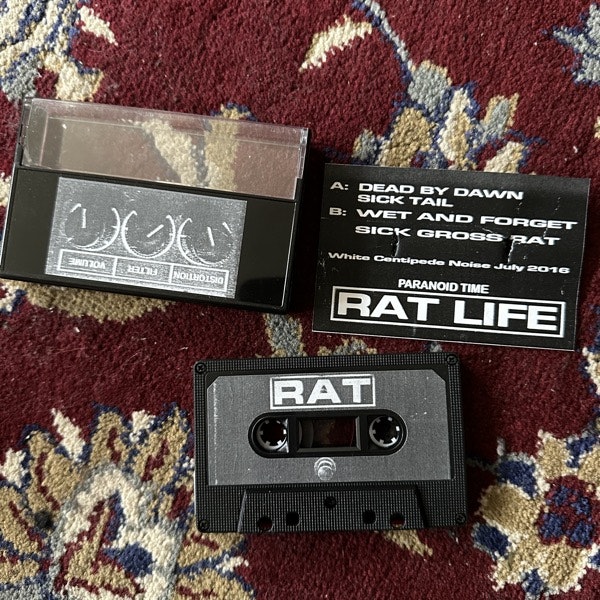 VOLUME FILTER DISTORTION
A: DEAD BY DAWN
SICK TAIL
B: WET AND FORGET
SICK GROSS RAT
White Centipede Noise July 2016
PARANOID TIME
RAT LIFE
RAT